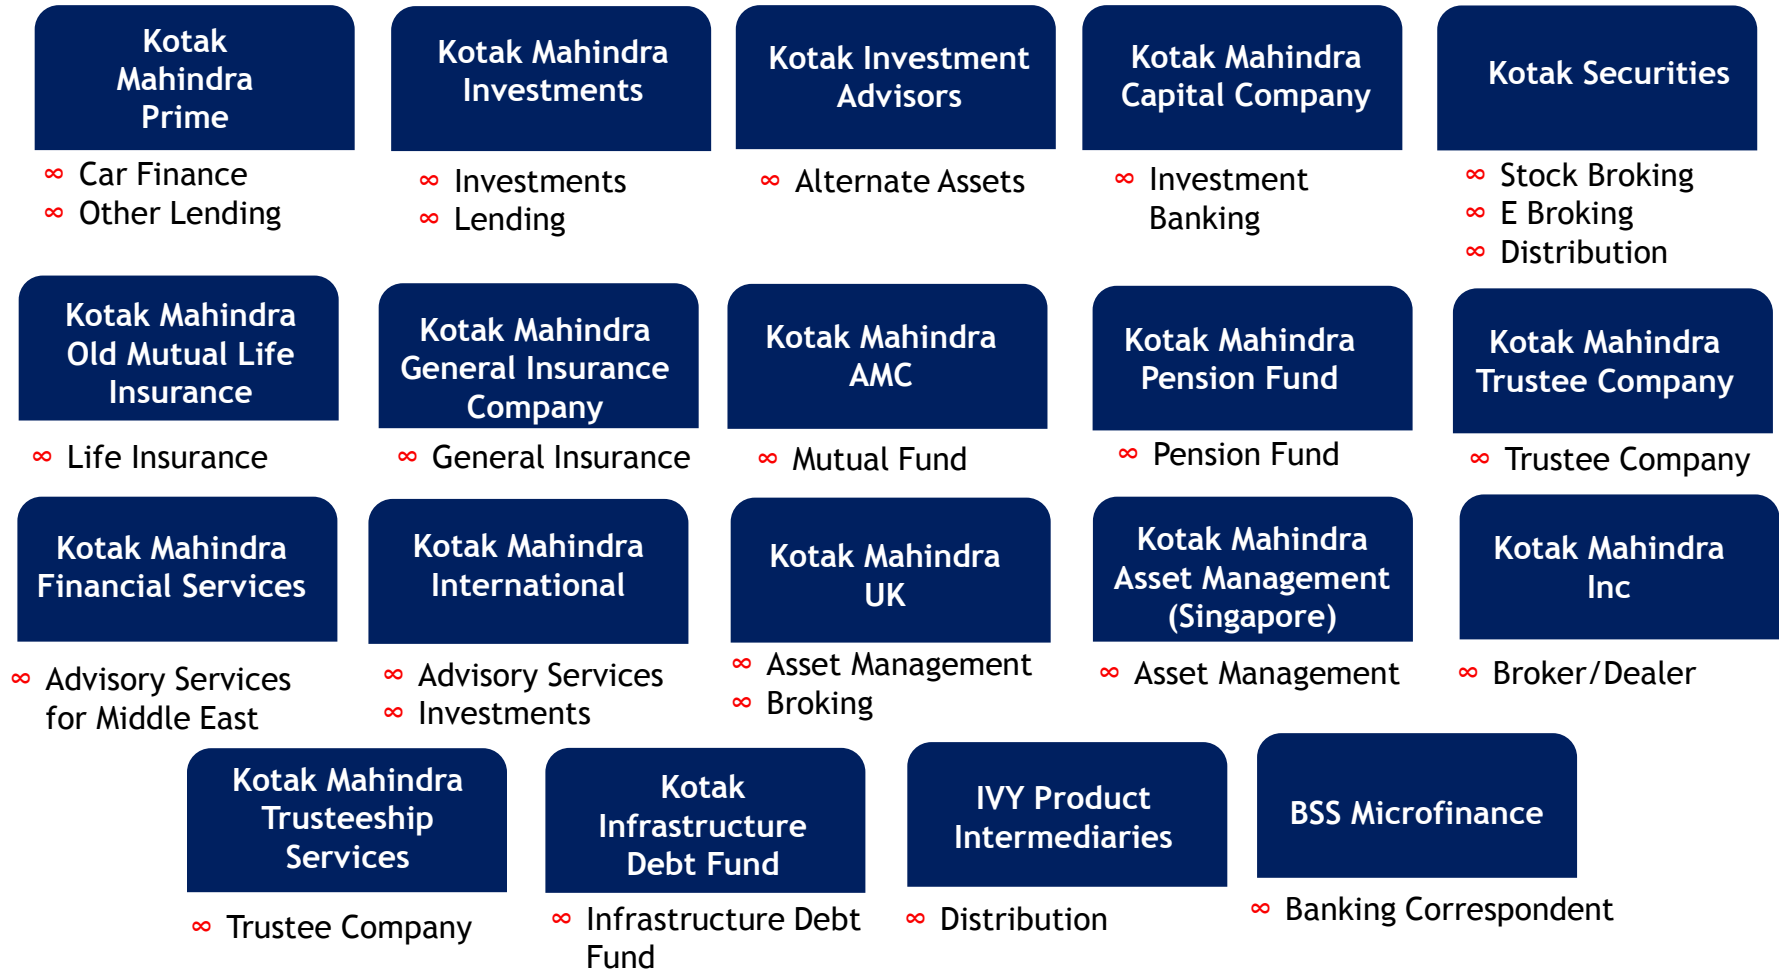 Kotak
Mahindra
Prime
∞ Car Finance
∞ Other Lending
Kotak Mahindra
Investments
∞ Investments
∞ Lending
Kotak Investment
Advisors
∞ Alternate Assets
Kotak Mahindra
Capital Company
∞ Investment
Banking
Kotak Securities
∞ Stock Broking
∞ E Broking
∞ Distribution
Kotak Mahindra
Old Mutual Life
Insurance
∞ Life Insurance
Kotak Mahindra
General Insurance
Company
∞ General Insurance
Kotak Mahindra
AMC
∞ Mutual Fund
Kotak Mahindra
Pension Fund
∞ Pension Fund
Kotak Mahindra
Trustee Company
∞ Trustee Company
Kotak Mahindra
Financial Services
∞ Advisory Services
for Middle East
Kotak Mahindra
International
∞ Advisory Services
∞ Investments
Kotak Mahindra
UK
∞ Asset Management
∞ Broking
Kotak Mahindra
Asset Management
(Singapore)
∞ Asset Management
Kotak Mahindra
Inc
∞ Broker/Dealer
Kotak Mahindra
Trusteeship
Services
∞ Trustee Company
Kotak
Infrastructure
Debt Fund
∞ Infrastructure Debt
Fund
IVY Product
Intermediaries
∞ Distribution
BSS Microfinance
∞ Banking Correspondent